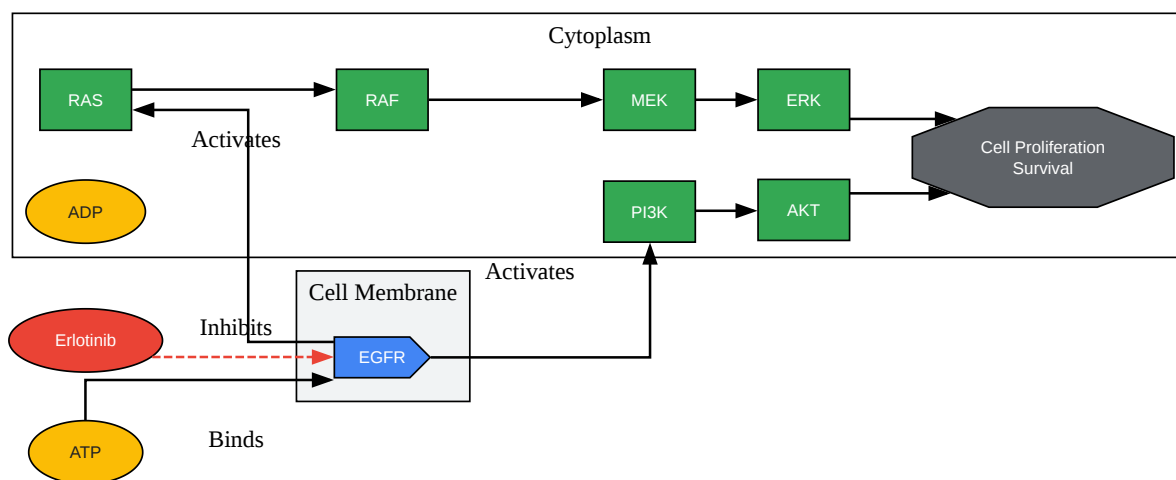 Cytoplasm
RAS
RAF
MEK
ERK
Activates
Cell Proliferation
Survival
ADP
PI3K
AKT
Activates
Cell Membrane
Inhibits
Erlotinib
EGFR
Binds
ATP